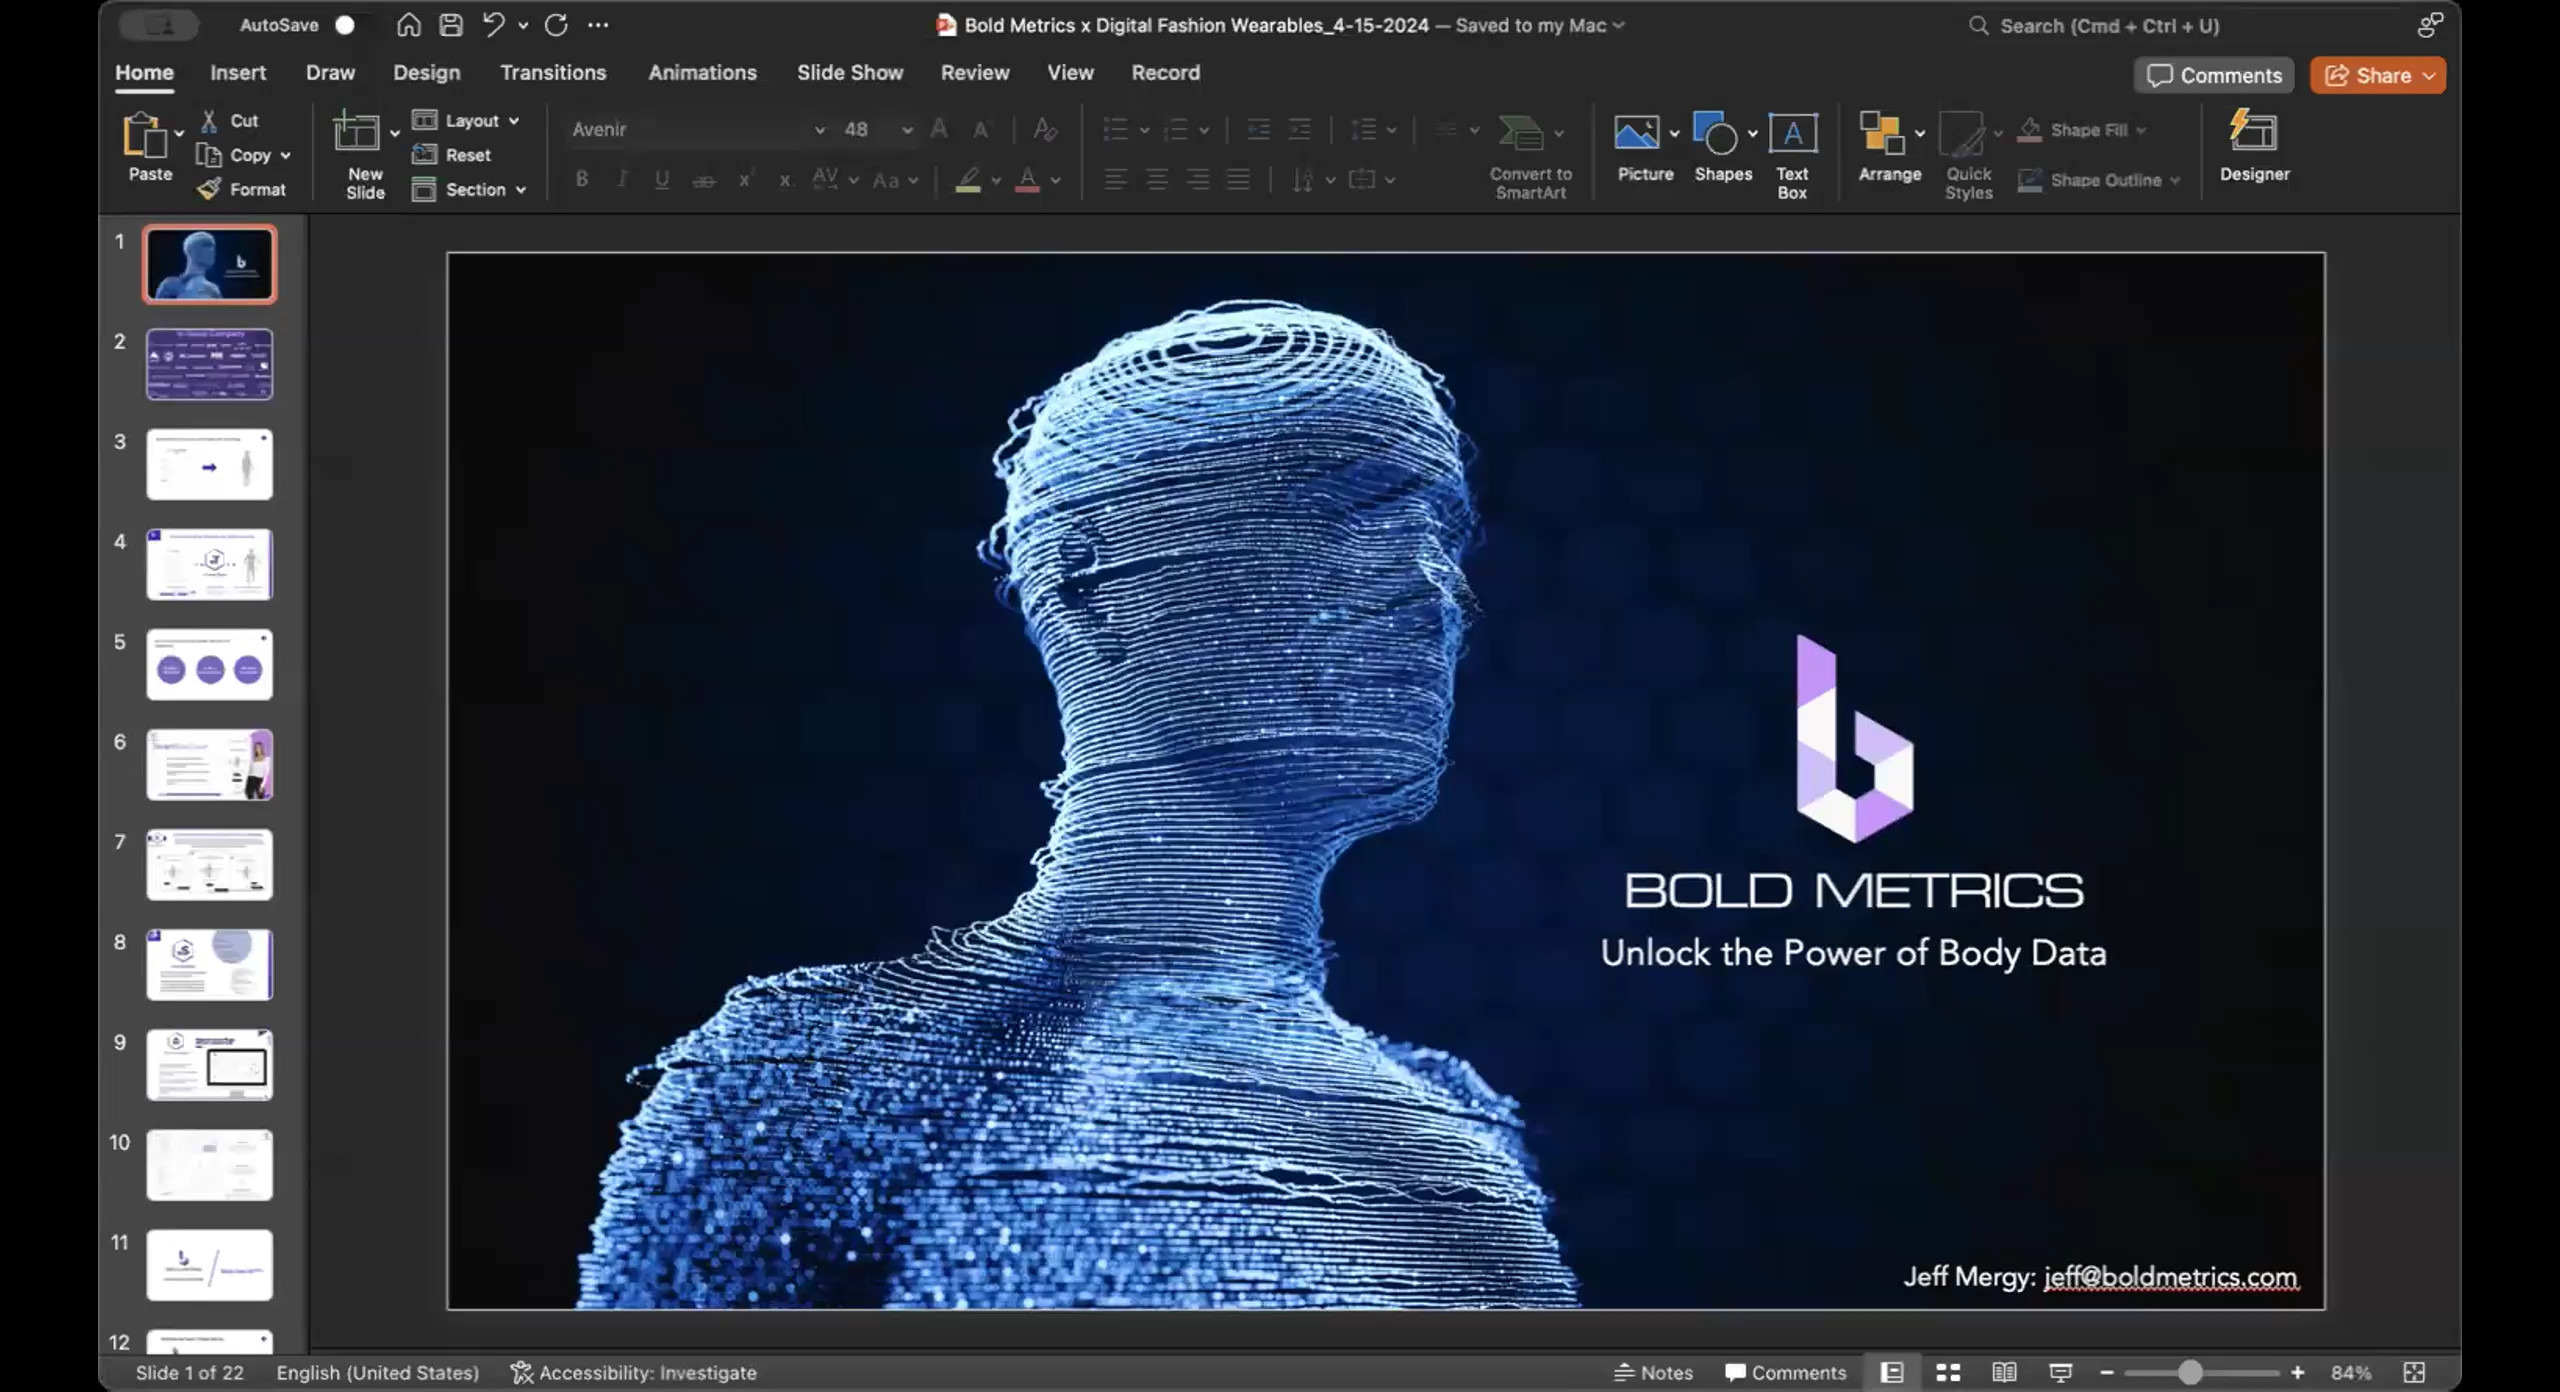 AutoSave
Bold Metrics x Digital Fashion Wearables_4-15-2024 — Saved to my Mac
Search (Cmd + Ctrl + U)
Home Insert Draw Design Transitions Animations Slide Show Review View Record
Comments Share
Paste
Cut
Copy
Format
New
Slide
Layout
Reset
Section
Avenir 48
Convert to
SmartArt
Picture
Shapes
Text
Box
Arrange
Quick
Styles
Shape Fill
Shape Outline
Designer
1
2
3
4
5
6
7
8
9
10
11
12
BOLD METRICS
Unlock the Power of Body Data
Jeff Mergy: jeff@boldmetrics.com
Slide 1 of 22 English (United States) Accessibility: Investigate Notes Comments 84%